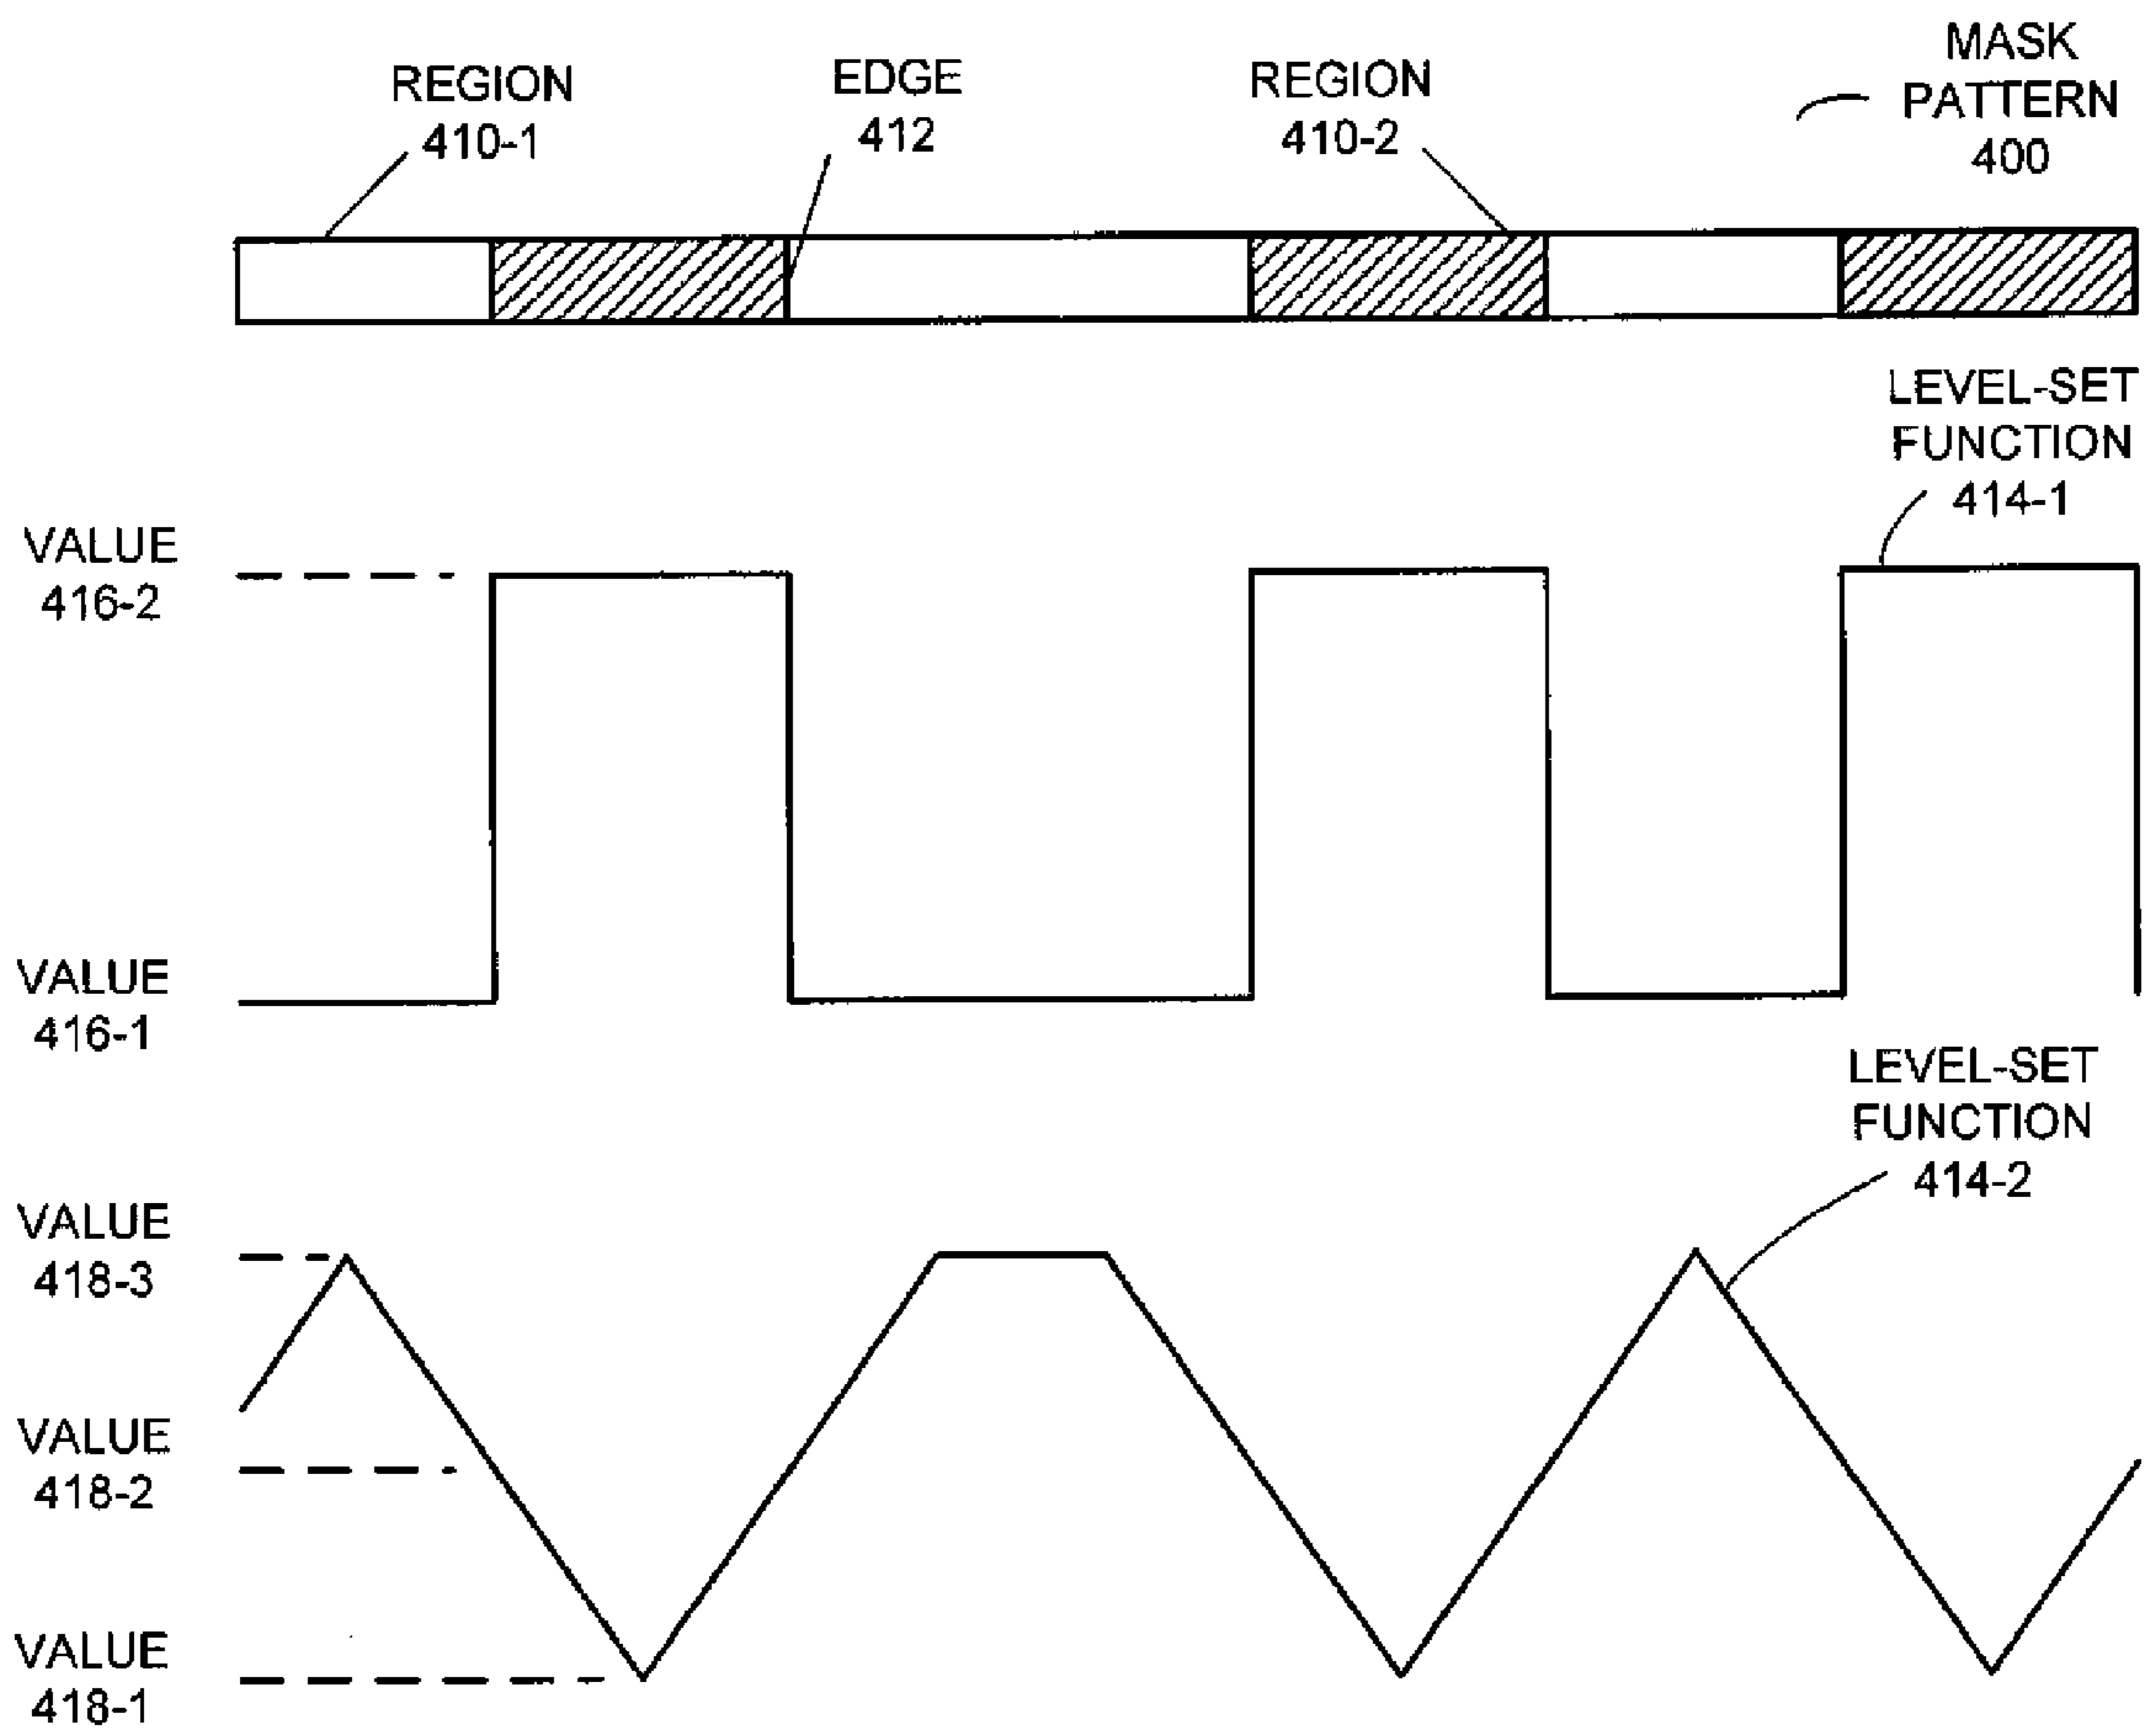 REGION
410-1
EDGE
412
REGION
410-2
MASK
PATTERN
400
LEVEL-SET
FUNCTION
414-1
VALUE
416-2
VALUE
416-1
LEVEL-SET
FUNCTION
414-2
VALUE
418-3
VALUE
418-2
VALUE
418-1